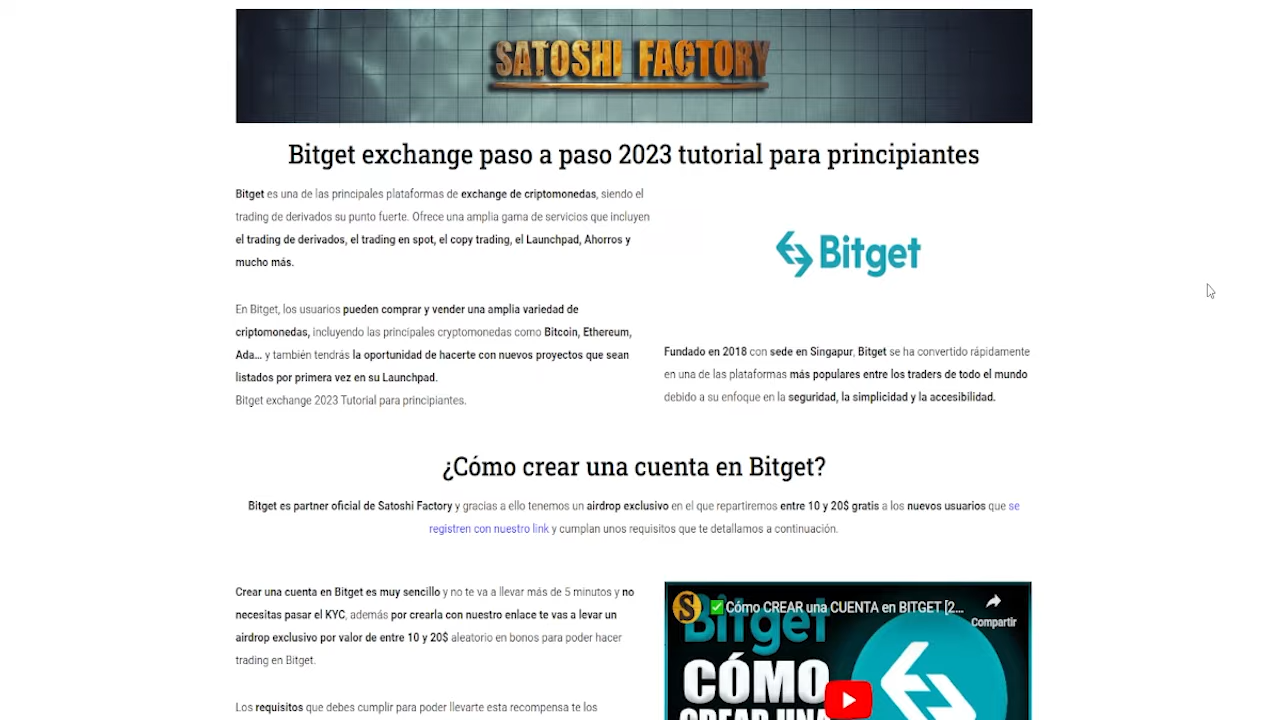 SATOSHI FACTORY
Bitget exchange paso a paso 2023 tutorial para principiantes
Bitget es una de las principales plataformas de exchange de criptomonedas, siendo el
trading de derivados su punto fuerte. Ofrece una amplia gama de servicios que incluyen
el trading de derivados, el trading en spot, el copy trading, el Launchpad, Ahorros y
mucho más.
En Bitget, los usuarios pueden comprar y vender una amplia variedad de
criptomonedas, incluyendo las principales cryptomonedas como Bitcoin, Ethereum,
Ada... y también tendrás la oportunidad de hacerte con nuevos proyectos que sean
listados por primera vez en su Launchpad.
Bitget exchange 2023 Tutorial para principiantes.
Bitget
Fundado en 2018 con sede en Singapur, Bitget se ha convertido rápidamente
en una de las plataformas más populares entre los traders de todo el mundo
debido a su enfoque en la seguridad, la simplicidad y la accesibilidad.
¿Cómo crear una cuenta en Bitget?
Bitget es partner oficial de Satoshi Factory y gracias a ello tenemos un airdrop exclusivo en el que repartiremos entre 10 y 20$ gratis a los nuevos usuarios que se
registren con nuestro link y cumplan unos requisitos que te detallamos a continuación.
Crear una cuenta en Bitget es muy sencillo y no te va a llevar más de 5 minutos y no
necesitas pasar el KYC, además por crearla con nuestro enlace te vas a levar un
airdrop exclusivo por valor de entre 10 y 20$ aleatorio en bonos para poder hacer
trading en Bitget.
Los requisitos que debes cumplir para poder llevarte esta recompensa te los
S
✅Cómo CREAR una CUENTA en BITGET [2...
Compartir
Bitget
CÓMO
CREAR UNA